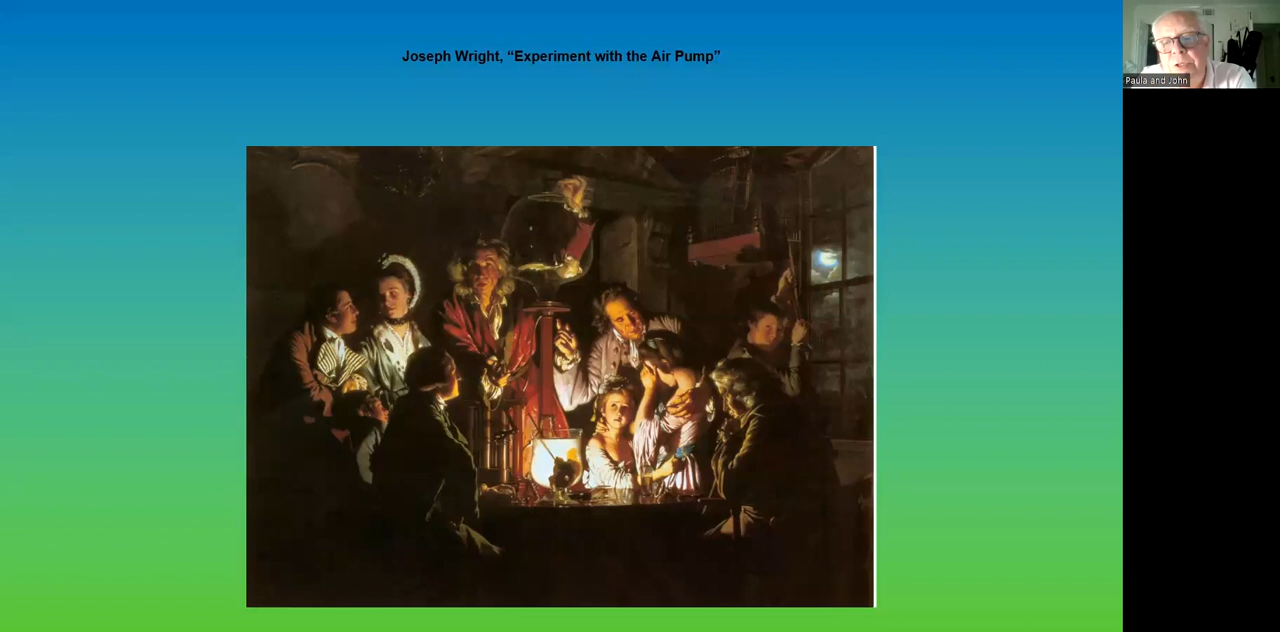 Joseph Wright, “Experiment with the Air Pump”
Paula and John